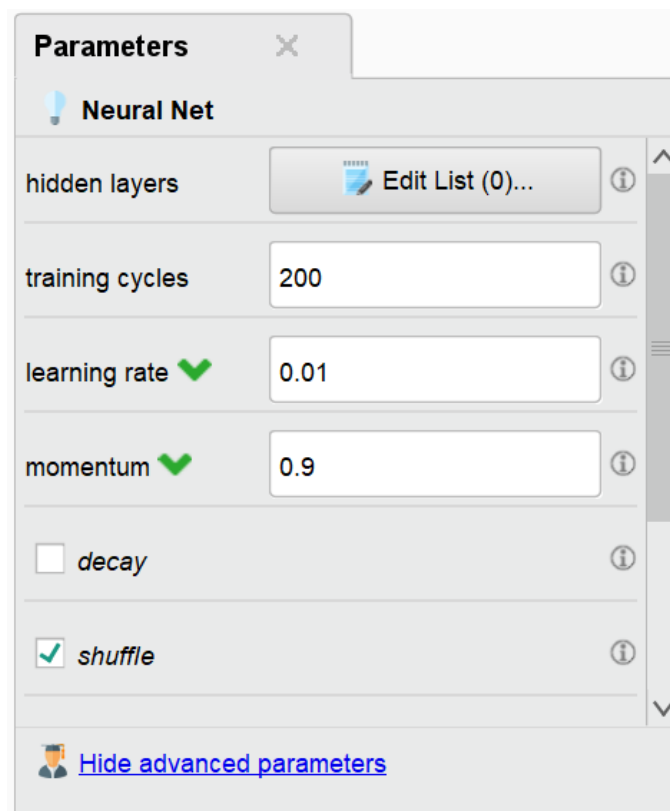 Parameters
Neural Net
hidden layers Edit List (0)...
training cycles 200
learning rate 0.01
momentum 0.9
decay
shuffle
Hide advanced parameters